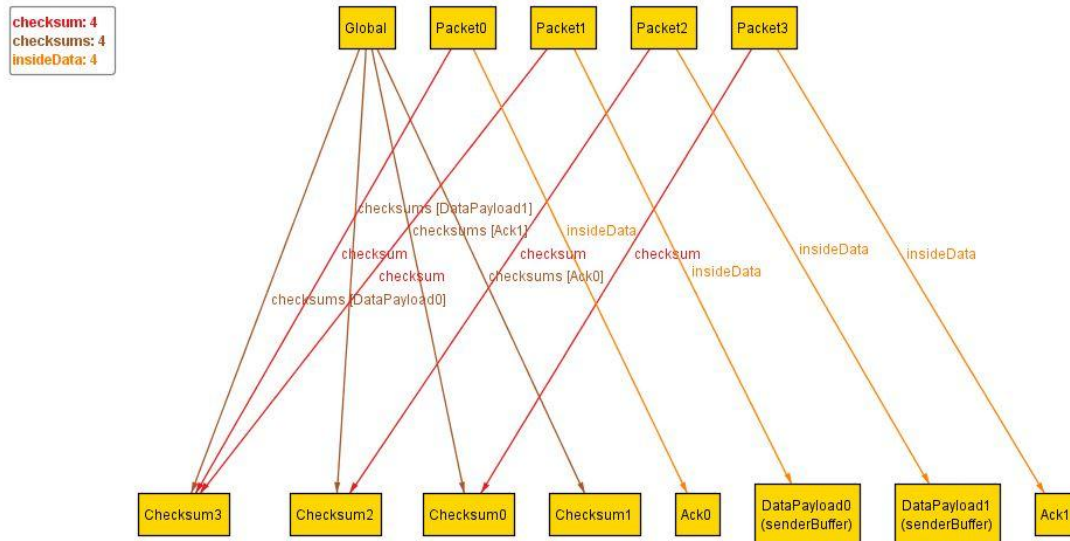 checksum: 4
checksums: 4
insideData: 4
Global
Packet0
Packet1
Packet2
Packet3
checksums [DataPayload1]
checksums [Ack1]
insideData
checksum
checksum
checksum
insideData
insideData
insideData
checksum
checksums [Ack0]
checksums [DataPayload0]
Checksum3
Checksum2
Checksum0
Checksum1
Ack0
DataPayload0
(senderBuffer)
DataPayload1
(senderBuffer)
Ack1